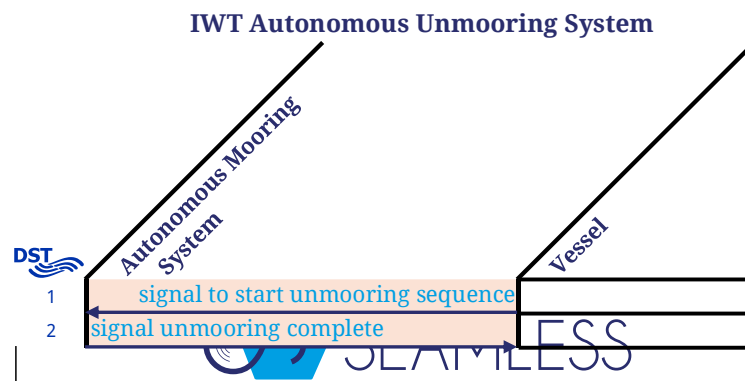 IWT Autonomous Unmooring System
Autonomous Mooring
System
Vessel
DST
1 signal to start unmooring sequence
2 signal unmooring complete
SEAMLESS